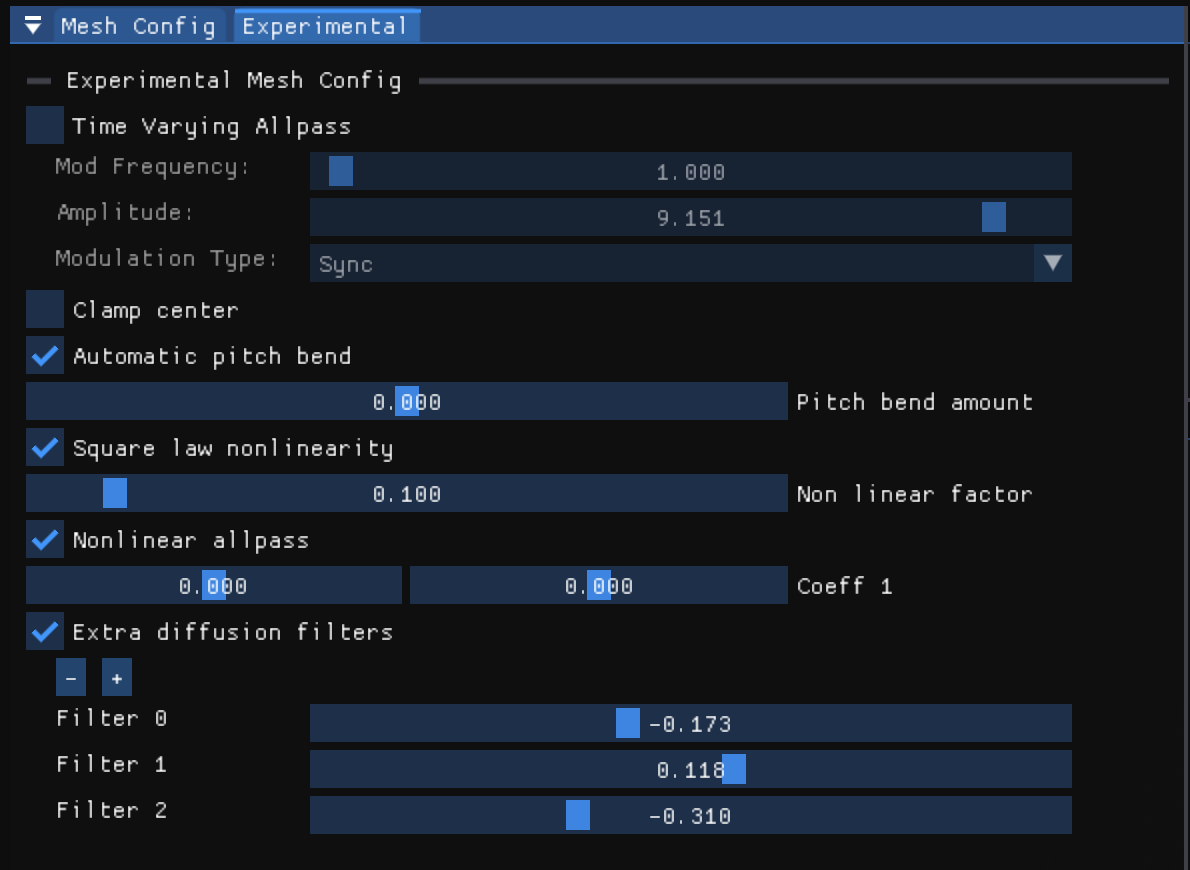 Mesh Config Experimental
Experimental Mesh Config
Time Varying Allpass
Mod Frequency: 1.000
Amplitude: 9.151
Modulation Type: Sync
Clamp center
Automatic pitch bend
0.000 Pitch bend amount
Square law nonlinearity
0.100 Non linear factor
Nonlinear allpass
0.000 0.000 Coeff 1
Extra diffusion filters
- +
Filter 0 -0.173
Filter 1 0.118
Filter 2 -0.310